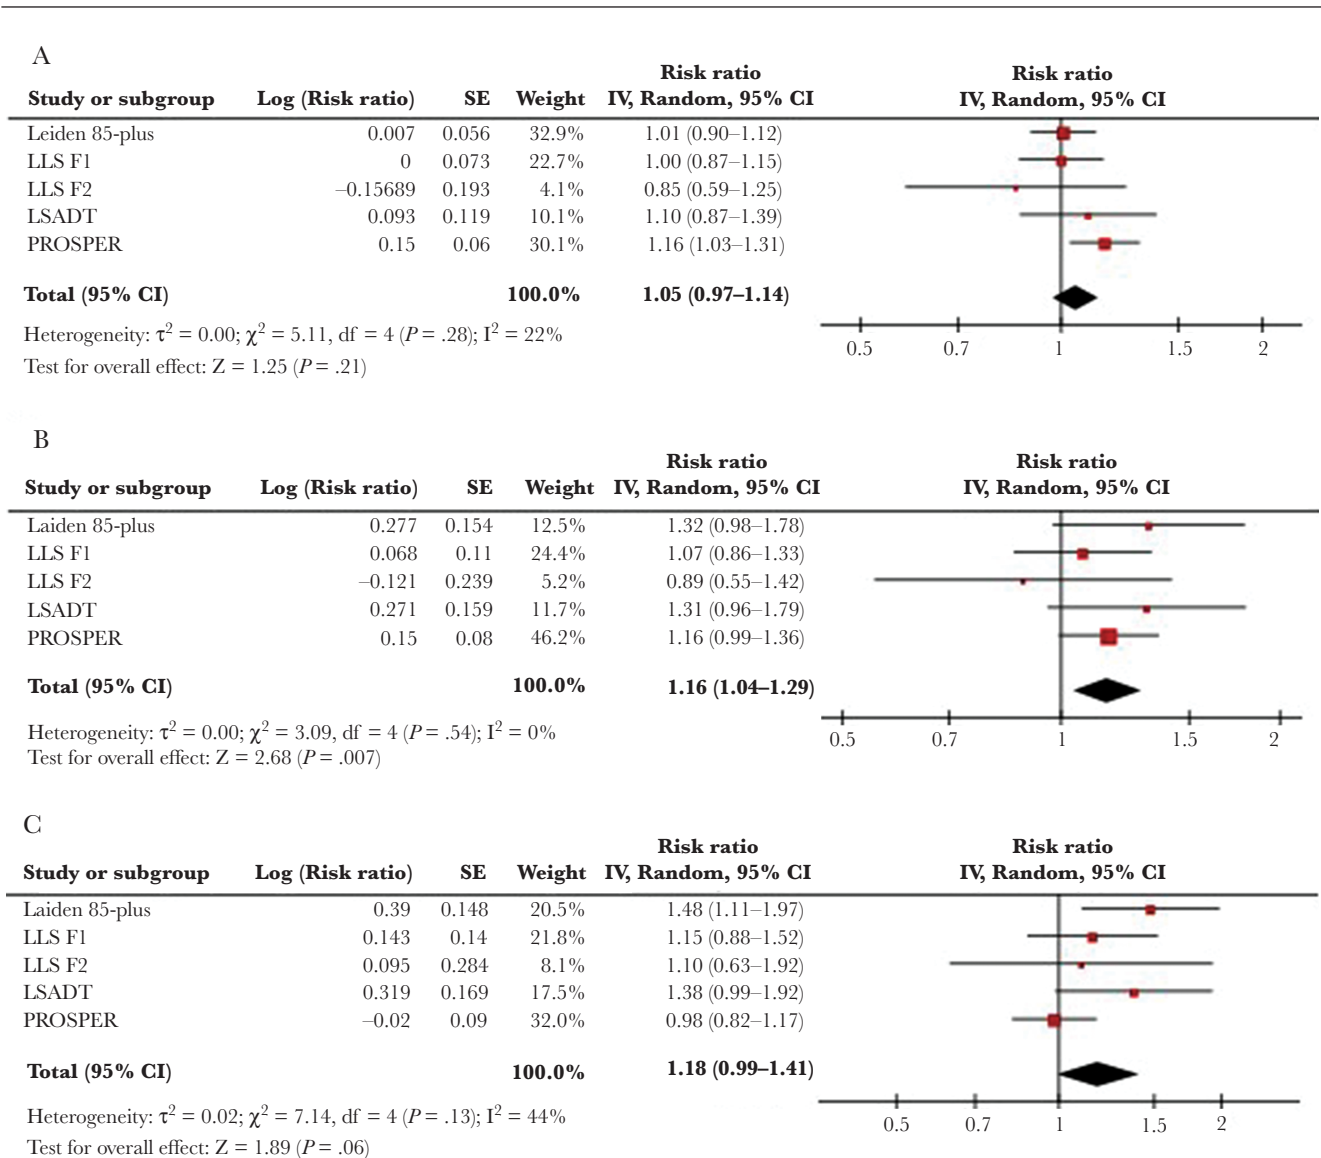 A
Risk ratio Risk ratio
Study or subgroup Log (Risk ratio) SE Weight IV, Random, 95% CI IV, Random, 95% CI
Leiden 85-plus 0.007 0.056 32.9% 1.01 (0.90–1.12)
LLS F1 0 0.073 22.7% 1.00 (0.87–1.15)
LLS F2 –0.15689 0.193 4.1% 0.85 (0.59–1.25)
LSADT 0.093 0.119 10.1% 1.10 (0.87–1.39)
PROSPER 0.15 0.06 30.1% 1.16 (1.03–1.31)
Total (95% CI) 100.0% 1.05 (0.97–1.14)
Heterogeneity: τ² = 0.00; χ² = 5.11, df = 4 (P = .28); I² = 22%
0.5 0.7 1 1.5 2
Test for overall effect: Z = 1.25 (P = .21)
B
Risk ratio Risk ratio
Study or subgroup Log (Risk ratio) SE Weight IV, Random, 95% CI IV, Random, 95% CI
Laiden 85-plus 0.277 0.154 12.5% 1.32 (0.98–1.78)
LLS F1 0.068 0.11 24.4% 1.07 (0.86–1.33)
LLS F2 –0.121 0.239 5.2% 0.89 (0.55–1.42)
LSADT 0.271 0.159 11.7% 1.31 (0.96–1.79)
PROSPER 0.15 0.08 46.2% 1.16 (0.99–1.36)
Total (95% CI) 100.0% 1.16 (1.04–1.29)
Heterogeneity: τ² = 0.00; χ² = 3.09, df = 4 (P = .54); I² = 0%
0.5 0.7 1 1.5 2
Test for overall effect: Z = 2.68 (P = .007)
C
Risk ratio Risk ratio
Study or subgroup Log (Risk ratio) SE Weight IV, Random, 95% CI IV, Random, 95% CI
Laiden 85-plus 0.39 0.148 20.5% 1.48 (1.11–1.97)
LLS F1 0.143 0.14 21.8% 1.15 (0.88–1.52)
LLS F2 0.095 0.284 8.1% 1.10 (0.63–1.92)
LSADT 0.319 0.169 17.5% 1.38 (0.99–1.92)
PROSPER –0.02 0.09 32.0% 0.98 (0.82–1.17)
Total (95% CI) 100.0% 1.18 (0.99–1.41)
Heterogeneity: τ² = 0.02; χ² = 7.14, df = 4 (P = .13); I² = 44%
0.5 0.7 1 1.5 2
Test for overall effect: Z = 1.89 (P = .06)